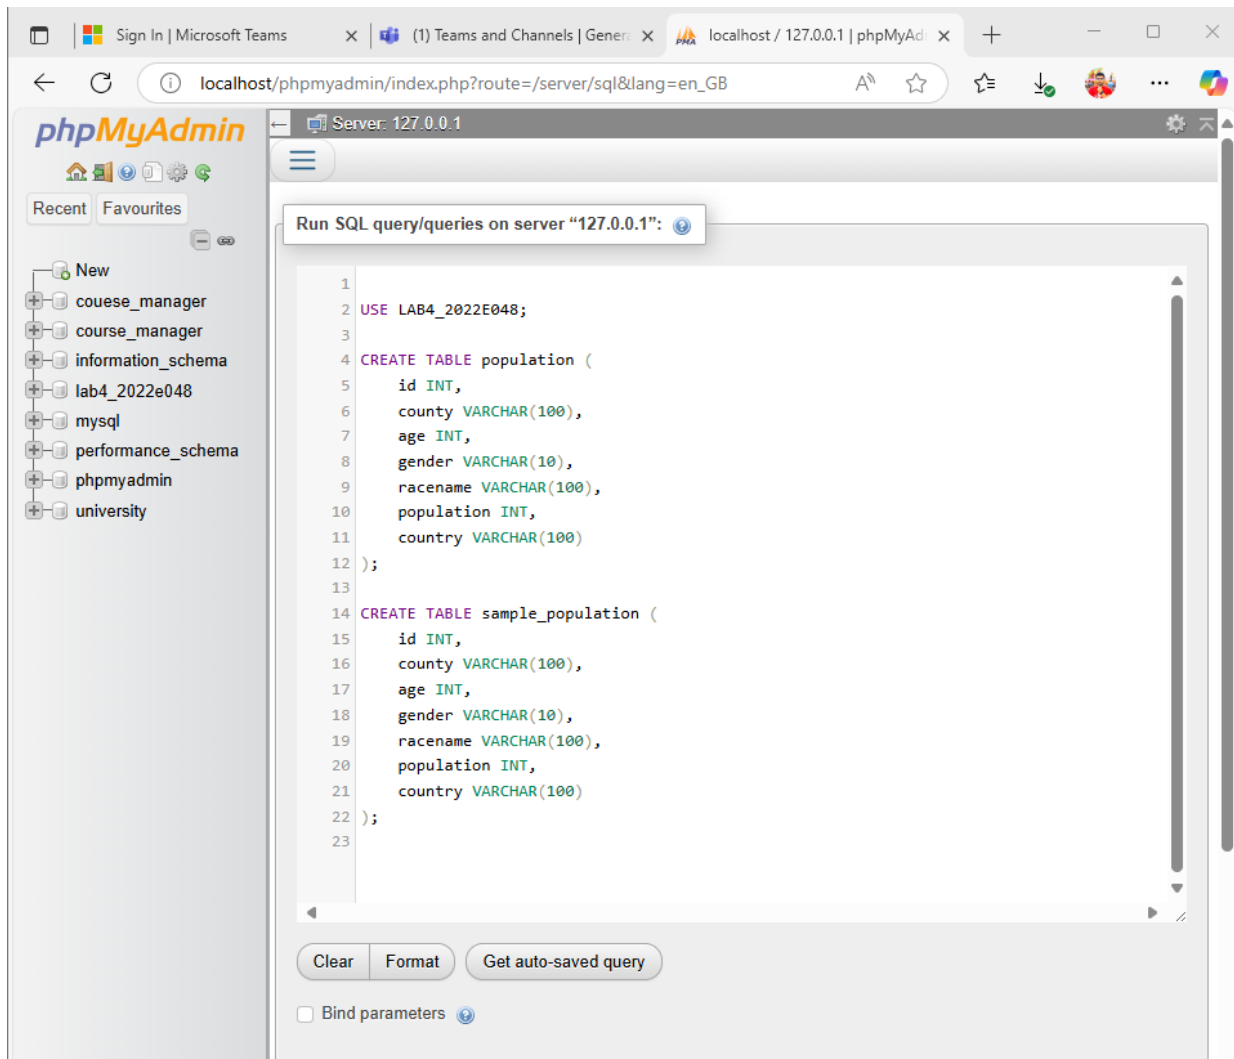 Sign In | Microsoft Teams
(1) Teams and Channels | Genera
localhost / 127.0.0.1 | phpMyAd
localhost/phpmyadmin/index.php?route=/server/sql&lang=en_GB
phpMyAdmin
Recent
Favourites
New
couese_manager
course_manager
information_schema
lab4_2022e048
mysql
performance_schema
phpmyadmin
university
Server: 127.0.0.1
Run SQL query/queries on server “127.0.0.1”:
1
2 USE LAB4_2022E048;
3
4 CREATE TABLE population (
5 id INT,
6 county VARCHAR(100),
7 age INT,
8 gender VARCHAR(10),
9 racename VARCHAR(100),
10 population INT,
11 country VARCHAR(100)
12 );
13
14 CREATE TABLE sample_population (
15 id INT,
16 county VARCHAR(100),
17 age INT,
18 gender VARCHAR(10),
19 racename VARCHAR(100),
20 population INT,
21 country VARCHAR(100)
22 );
23
Clear
Format
Get auto-saved query
Bind parameters